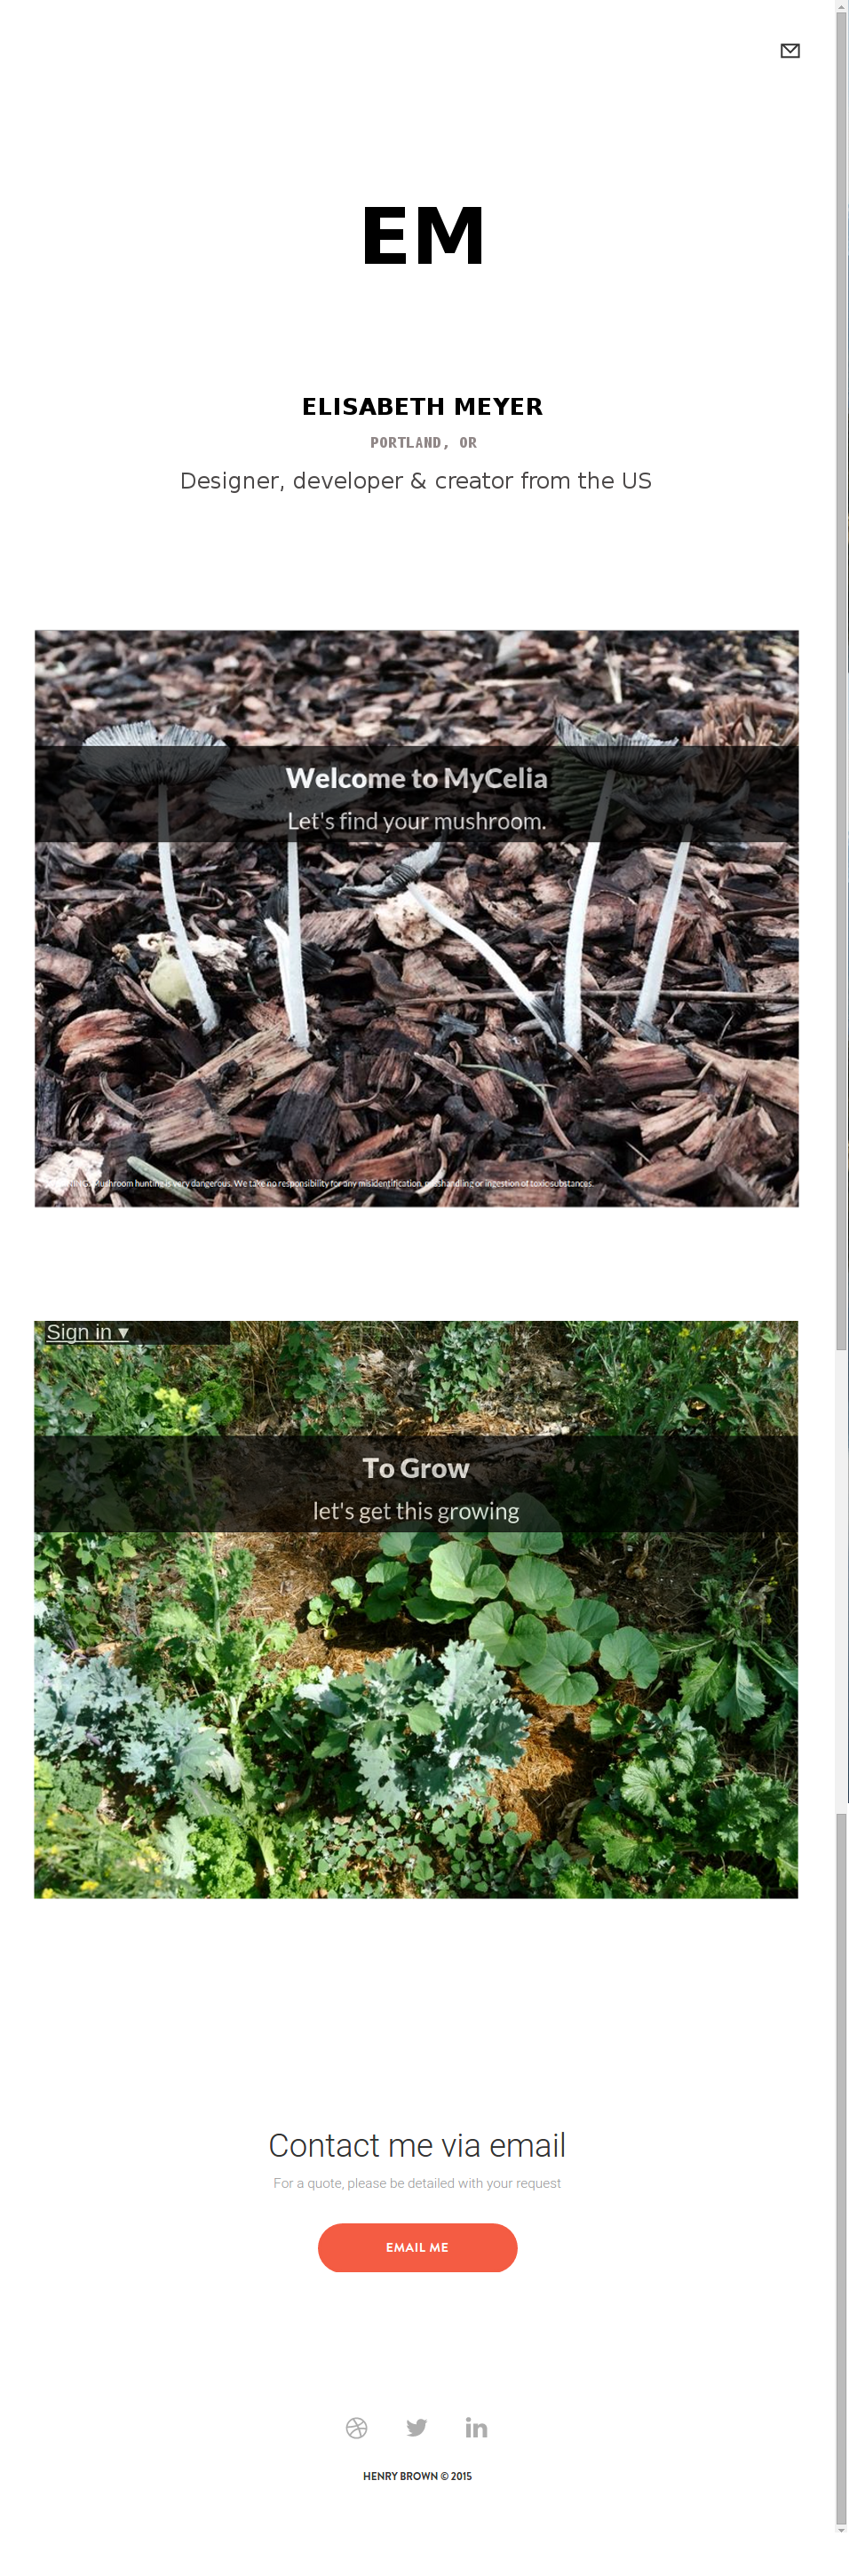 EM
ELISABETH MEYER
PORTLAND, OR
Designer, developer & creator from the US
Welcome to MyCelia
Let's find your mushroom.
Mushroom hunting is very dangerous. We take no responsibility for any misidentification, mishandling or ingestion of toxic substances.
Sign in ▾
To Grow
let's get this growing
Contact me via email
For a quote, please be detailed with your request
EMAIL ME
HENRY BROWN © 2015